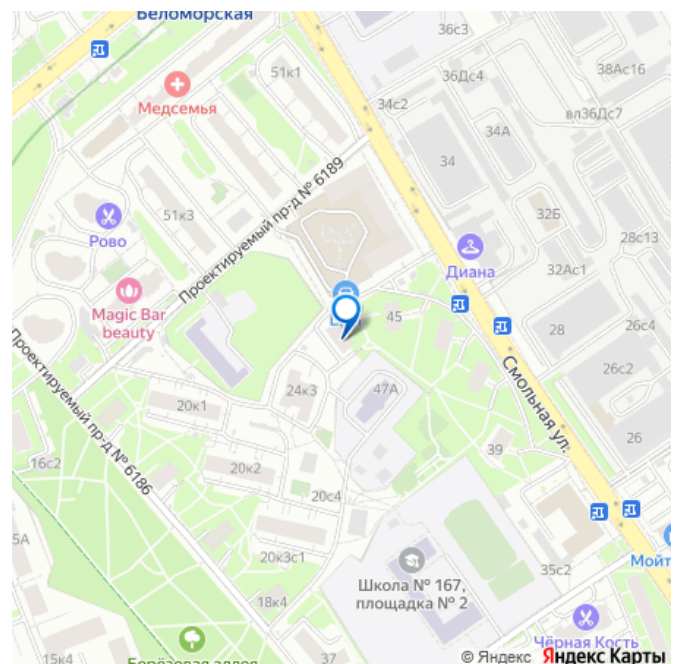 Беломорская
36с3
51к1
36Дс4
38Ас16
Медсемья
34с2
вл36Дс7
34А
34
Проектируемый пр-д № 6189
51к3
Рово
32Б
28с13
Диана
32Ас1
Magic Bar
beauty
45
28
26с4
Проектируемый пр-д № 6186
24к3
47А
26с2
Смольная ул.
20к1
39
26
16с2
20к2
20с4
5А
20к3с1
35с2
Мойт
Школа № 167,
площадка № 2
18к4
Чёрная Кость
15к4
Берёзовая аллея
37
© Яндекс Яндекс Карты